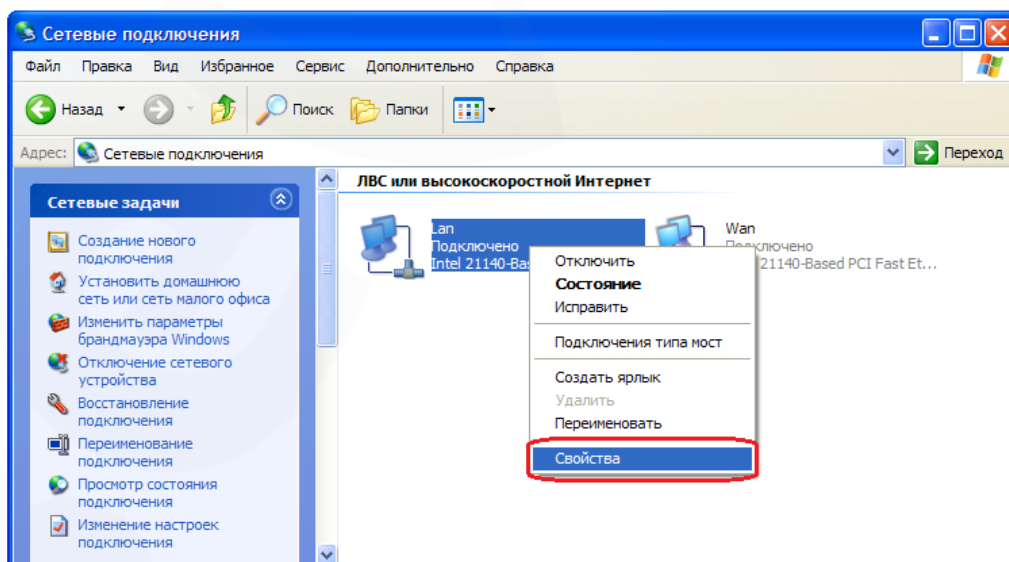 Сетевые подключения
Файл Правка Вид Избранное Сервис Дополнительно Справка
Назад Поиск Папки
Адрес: Сетевые подключения Переход
Сетевые задачи
Создание нового
подключения
Установить домашнюю
сеть или сеть малого офиса
Изменить параметры
брандмауэра Windows
Отключение сетевого
устройства
Восстановление
подключения
Переименование
подключения
Просмотр состояния
подключения
Изменение настроек
подключения
ЛВС или высокоскоростной Интернет
Lan
Подключено
Intel 21140-Bas
Wan
Подключено
21140-Based PCI Fast Et...
Отключить
Состояние
Исправить
Подключения типа мост
Создать ярлык
Удалить
Переименовать
Свойства